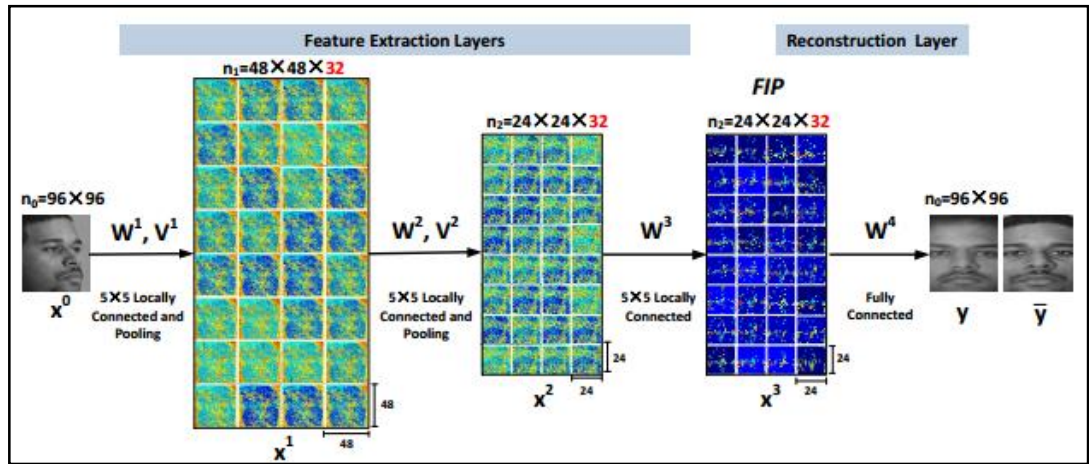 Feature Extraction Layers
Reconstruction Layer
n₁=48×48×32
FIP
n₂=24×24×32
n₂=24×24×32
n₀=96×96
n₀=96×96
W¹, V¹
W², V²
W³
W⁴
x⁰
5×5 Locally
Connected and
Pooling
5×5 Locally
Connected and
Pooling
5×5 Locally
Connected
Fully
Connected
y
y̅
24
24
24
24
x²
x³
48
48
x¹